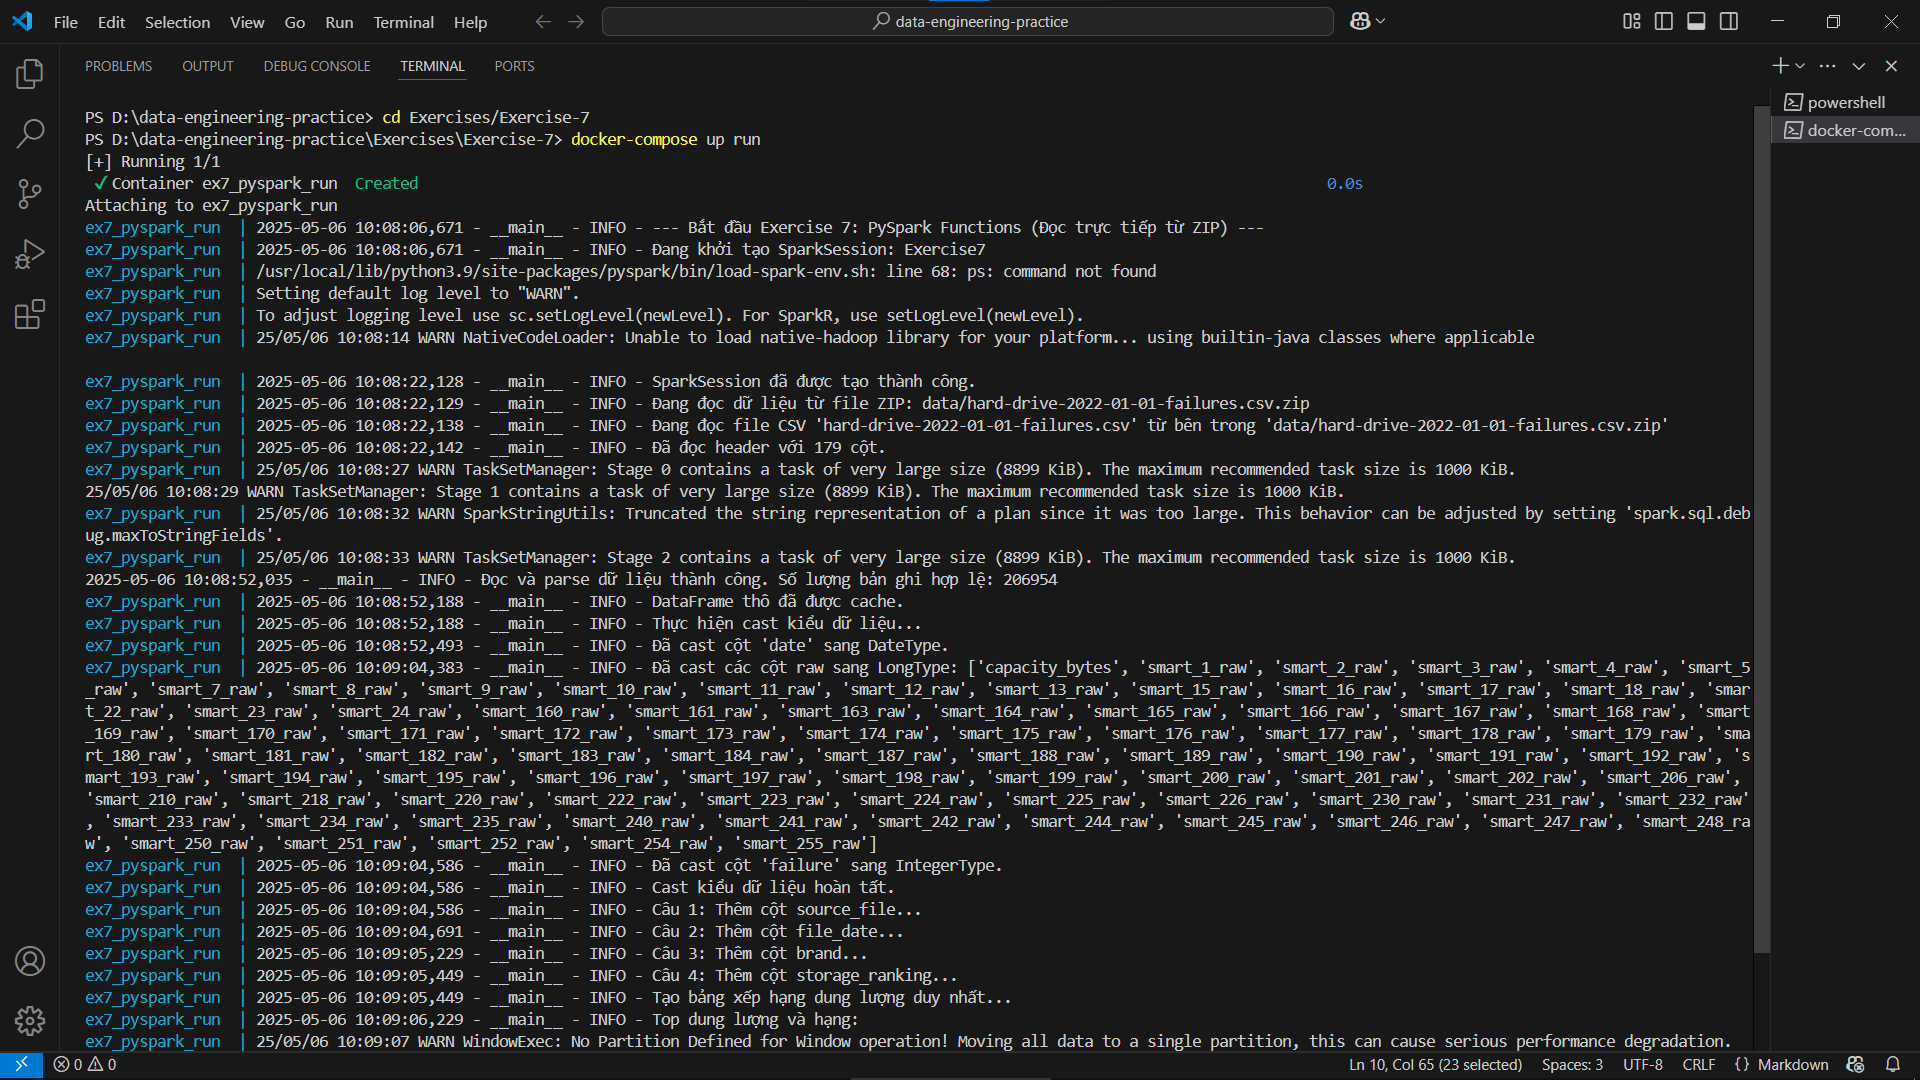 File Edit Selection View Go Run Terminal Help
data-engineering-practice
PROBLEMS OUTPUT DEBUG CONSOLE TERMINAL PORTS
powershell
docker-com...
PS D:\data-engineering-practice> cd Exercises/Exercise-7
PS D:\data-engineering-practice\Exercises\Exercise-7> docker-compose up run
[+] Running 1/1
✓ Container ex7_pyspark_run Created 0.0s
Attaching to ex7_pyspark_run
ex7_pyspark_run | 2025-05-06 10:08:06,671 - __main__ - INFO - --- Bắt đầu Exercise 7: PySpark Functions (Đọc trực tiếp từ ZIP) ---
ex7_pyspark_run | 2025-05-06 10:08:06,671 - __main__ - INFO - Đang khởi tạo SparkSession: Exercise7
ex7_pyspark_run | /usr/local/lib/python3.9/site-packages/pyspark/bin/load-spark-env.sh: line 68: ps: command not found
ex7_pyspark_run | Setting default log level to "WARN".
ex7_pyspark_run | To adjust logging level use sc.setLogLevel(newLevel). For SparkR, use setLogLevel(newLevel).
ex7_pyspark_run | 25/05/06 10:08:14 WARN NativeCodeLoader: Unable to load native-hadoop library for your platform... using builtin-java classes where applicable
ex7_pyspark_run | 2025-05-06 10:08:22,128 - __main__ - INFO - SparkSession đã được tạo thành công.
ex7_pyspark_run | 2025-05-06 10:08:22,129 - __main__ - INFO - Đang đọc dữ liệu từ file ZIP: data/hard-drive-2022-01-01-failures.csv.zip
ex7_pyspark_run | 2025-05-06 10:08:22,138 - __main__ - INFO - Đang đọc file CSV 'hard-drive-2022-01-01-failures.csv' từ bên trong 'data/hard-drive-2022-01-01-failures.csv.zip'
ex7_pyspark_run | 2025-05-06 10:08:22,142 - __main__ - INFO - Đã đọc header với 179 cột.
ex7_pyspark_run | 25/05/06 10:08:27 WARN TaskSetManager: Stage 0 contains a task of very large size (8899 KiB). The maximum recommended task size is 1000 KiB.
25/05/06 10:08:29 WARN TaskSetManager: Stage 1 contains a task of very large size (8899 KiB). The maximum recommended task size is 1000 KiB.
ex7_pyspark_run | 25/05/06 10:08:32 WARN SparkStringUtils: Truncated the string representation of a plan since it was too large. This behavior can be adjusted by setting 'spark.sql.deb
ug.maxToStringFields'.
ex7_pyspark_run | 25/05/06 10:08:33 WARN TaskSetManager: Stage 2 contains a task of very large size (8899 KiB). The maximum recommended task size is 1000 KiB.
2025-05-06 10:08:52,035 - __main__ - INFO - Đọc và parse dữ liệu thành công. Số lượng bản ghi hợp lệ: 206954
ex7_pyspark_run | 2025-05-06 10:08:52,188 - __main__ - INFO - DataFrame thô đã được cache.
ex7_pyspark_run | 2025-05-06 10:08:52,188 - __main__ - INFO - Thực hiện cast kiểu dữ liệu...
ex7_pyspark_run | 2025-05-06 10:08:52,493 - __main__ - INFO - Đã cast cột 'date' sang DateType.
ex7_pyspark_run | 2025-05-06 10:09:04,383 - __main__ - INFO - Đã cast các cột raw sang LongType: ['capacity_bytes', 'smart_1_raw', 'smart_2_raw', 'smart_3_raw', 'smart_4_raw', 'smart_5
_raw', 'smart_7_raw', 'smart_8_raw', 'smart_9_raw', 'smart_10_raw', 'smart_11_raw', 'smart_12_raw', 'smart_13_raw', 'smart_15_raw', 'smart_16_raw', 'smart_17_raw', 'smart_18_raw', 'smar
t_22_raw', 'smart_23_raw', 'smart_24_raw', 'smart_160_raw', 'smart_161_raw', 'smart_163_raw', 'smart_164_raw', 'smart_165_raw', 'smart_166_raw', 'smart_167_raw', 'smart_168_raw', 'smart
_169_raw', 'smart_170_raw', 'smart_171_raw', 'smart_172_raw', 'smart_173_raw', 'smart_174_raw', 'smart_175_raw', 'smart_176_raw', 'smart_177_raw', 'smart_178_raw', 'smart_179_raw', 'sma
rt_180_raw', 'smart_181_raw', 'smart_182_raw', 'smart_183_raw', 'smart_184_raw', 'smart_187_raw', 'smart_188_raw', 'smart_189_raw', 'smart_190_raw', 'smart_191_raw', 'smart_192_raw', 's
mart_193_raw', 'smart_194_raw', 'smart_195_raw', 'smart_196_raw', 'smart_197_raw', 'smart_198_raw', 'smart_199_raw', 'smart_200_raw', 'smart_201_raw', 'smart_202_raw', 'smart_206_raw',
'smart_210_raw', 'smart_218_raw', 'smart_220_raw', 'smart_222_raw', 'smart_223_raw', 'smart_224_raw', 'smart_225_raw', 'smart_226_raw', 'smart_230_raw', 'smart_231_raw', 'smart_232_raw'
, 'smart_233_raw', 'smart_234_raw', 'smart_235_raw', 'smart_240_raw', 'smart_241_raw', 'smart_242_raw', 'smart_244_raw', 'smart_245_raw', 'smart_246_raw', 'smart_247_raw', 'smart_248_ra
w', 'smart_250_raw', 'smart_251_raw', 'smart_252_raw', 'smart_254_raw', 'smart_255_raw']
ex7_pyspark_run | 2025-05-06 10:09:04,586 - __main__ - INFO - Đã cast cột 'failure' sang IntegerType.
ex7_pyspark_run | 2025-05-06 10:09:04,586 - __main__ - INFO - Cast kiểu dữ liệu hoàn tất.
ex7_pyspark_run | 2025-05-06 10:09:04,586 - __main__ - INFO - Câu 1: Thêm cột source_file...
ex7_pyspark_run | 2025-05-06 10:09:04,691 - __main__ - INFO - Câu 2: Thêm cột file_date...
ex7_pyspark_run | 2025-05-06 10:09:05,229 - __main__ - INFO - Câu 3: Thêm cột brand...
ex7_pyspark_run | 2025-05-06 10:09:05,449 - __main__ - INFO - Câu 4: Thêm cột storage_ranking...
ex7_pyspark_run | 2025-05-06 10:09:05,449 - __main__ - INFO - Tạo bảng xếp hạng dung lượng duy nhất...
ex7_pyspark_run | 2025-05-06 10:09:06,229 - __main__ - INFO - Top dung lượng và hạng:
ex7_pyspark_run | 25/05/06 10:09:07 WARN WindowExec: No Partition Defined for Window operation! Moving all data to a single partition, this can cause serious performance degradation.
0 0 Ln 10, Col 65 (23 selected) Spaces: 3 UTF-8 CRLF {} Markdown